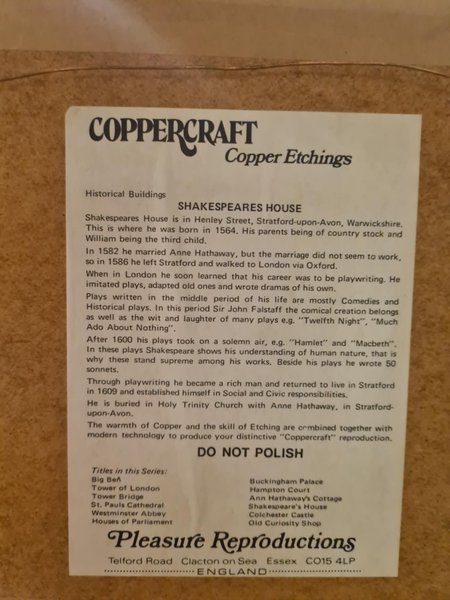 COPPERCRAFT
Copper Etchings
Historical Buildings
SHAKESPEARES HOUSE
Shakespeares House is in Henley Street, Stratford-upon-Avon, Warwickshire.
This is where he was born in 1564. His parents being of country stock and
William being the third child.
In 1582 he married Anne Hathaway, but the marriage did not seem to work,
so in 1586 he left Stratford and walked to London via Oxford.
When in London he soon learned that his career was to be playwriting. He
imitated plays, adapted old ones and wrote dramas of his own.
Plays written in the middle period of his life are mostly Comedies and
Historical plays. In this period Sir John Falstaff the comical creation belongs
as well as the wit and laughter of many plays e.g. "Twelfth Night", "Much
Ado About Nothing".
After 1600 his plays took on a solemn air, e.g. "Hamlet" and "Macbeth".
In these plays Shakespeare shows his understanding of human nature, that is
why these stand supreme among his works. Beside his plays he wrote 50
sonnets.
Through playwriting he became a rich man and returned to live in Stratford
in 1609 and established himself in Social and Civic responsibilities.
He is buried in Holy Trinity Church with Anne Hathaway, in Stratford-
upon-Avon.
The warmth of Copper and the skill of Etching are combined together with
modern technology to produce your distinctive "Coppercraft" reproduction.
DO NOT POLISH
Titles in this Series:
Big Ben
Tower of London
Tower Bridge
St. Pauls Cathedral
Westminster Abbey
Houses of Parliament
Buckingham Palace
Hampton Court
Ann Hathaway's Cottage
Shakespeare's House
Colchester Castle
Old Curiosity Shop
Pleasure Reproductions
Telford Road Clacton on Sea Essex CO15 4LP
ENGLAND